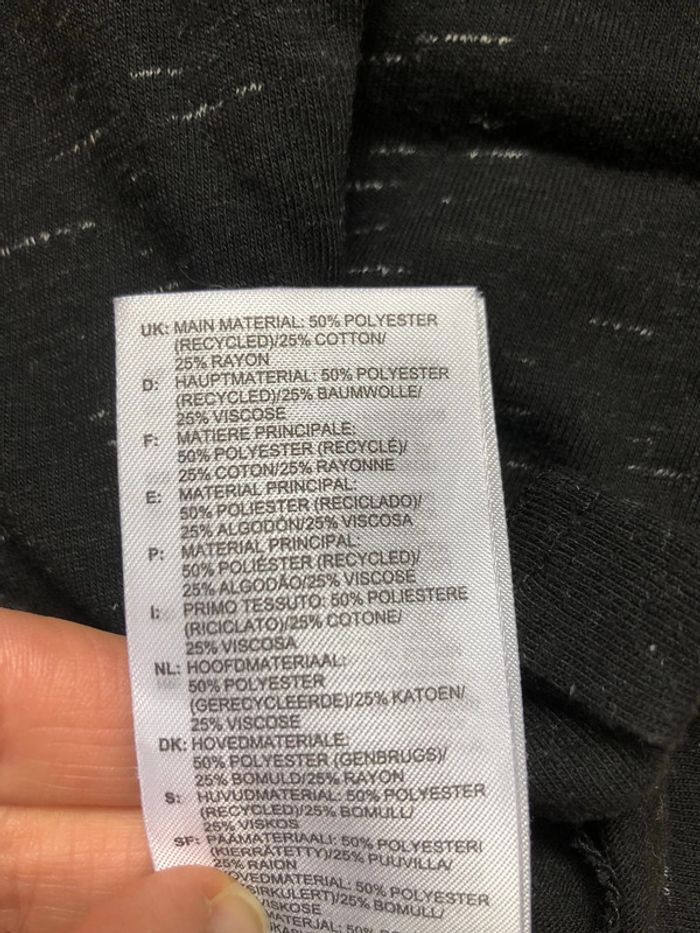 UK: MAIN MATERIAL: 50% POLYESTER
(RECYCLED)/25% COTTON/
25% RAYON
D: HAUPTMATERIAL: 50% POLYESTER
(RECYCLED)/25% BAUMWOLLE/
25% VISCOSE
F: MATIERE PRINCIPALE:
50% POLYESTER (RECYCLÉ)/
25% COTON/25% RAYONNE
E: MATERIAL PRINCIPAL:
50% POLIESTER (RECICLADO)/
25% ALGODÓN/25% VISCOSA
P: MATERIAL PRINCIPAL:
50% POLIÉSTER (RECYCLED)/
25% ALGODÃO/25% VISCOSE
I: PRIMO TESSUTO: 50% POLIESTERE
(RICICLATO)/25% COTONE/
25% VISCOSA
NL: HOOFDMATERIAAL:
50% POLYESTER
(GERECYCLEERDE)/25% KATOEN/
25% VISCOSE
DK: HOVEDMATERIALE:
50% POLYESTER (GENBRUGS)/
25% BOMULD/25% RAYON
S: HUVUDMATERIAL: 50% POLYESTER
(RECYCLED)/25% BOMULL/
25% VISKOS
SF: PÄÄMATERIAALI: 50% POLYESTERI
(KIERRÄTETTY)/25% PUUVILLA/
25% RAION
50% POLYESTER
25% BOMULL/